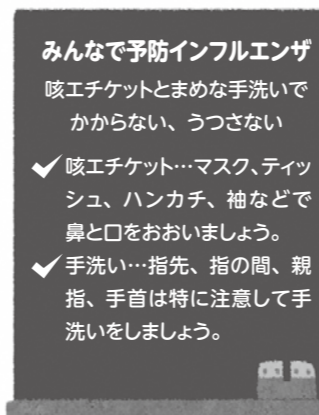 みんなで予防インフルエンザ
咳エチケットとまめな手洗いで
かからない、うつさない
咳エチケット…マスク、ティッ
シュ、ハンカチ、袖などで
鼻と口をおおいましょう。
手洗い…指先、指の間、親
指、手首は特に注意して手
洗いをしましょう。